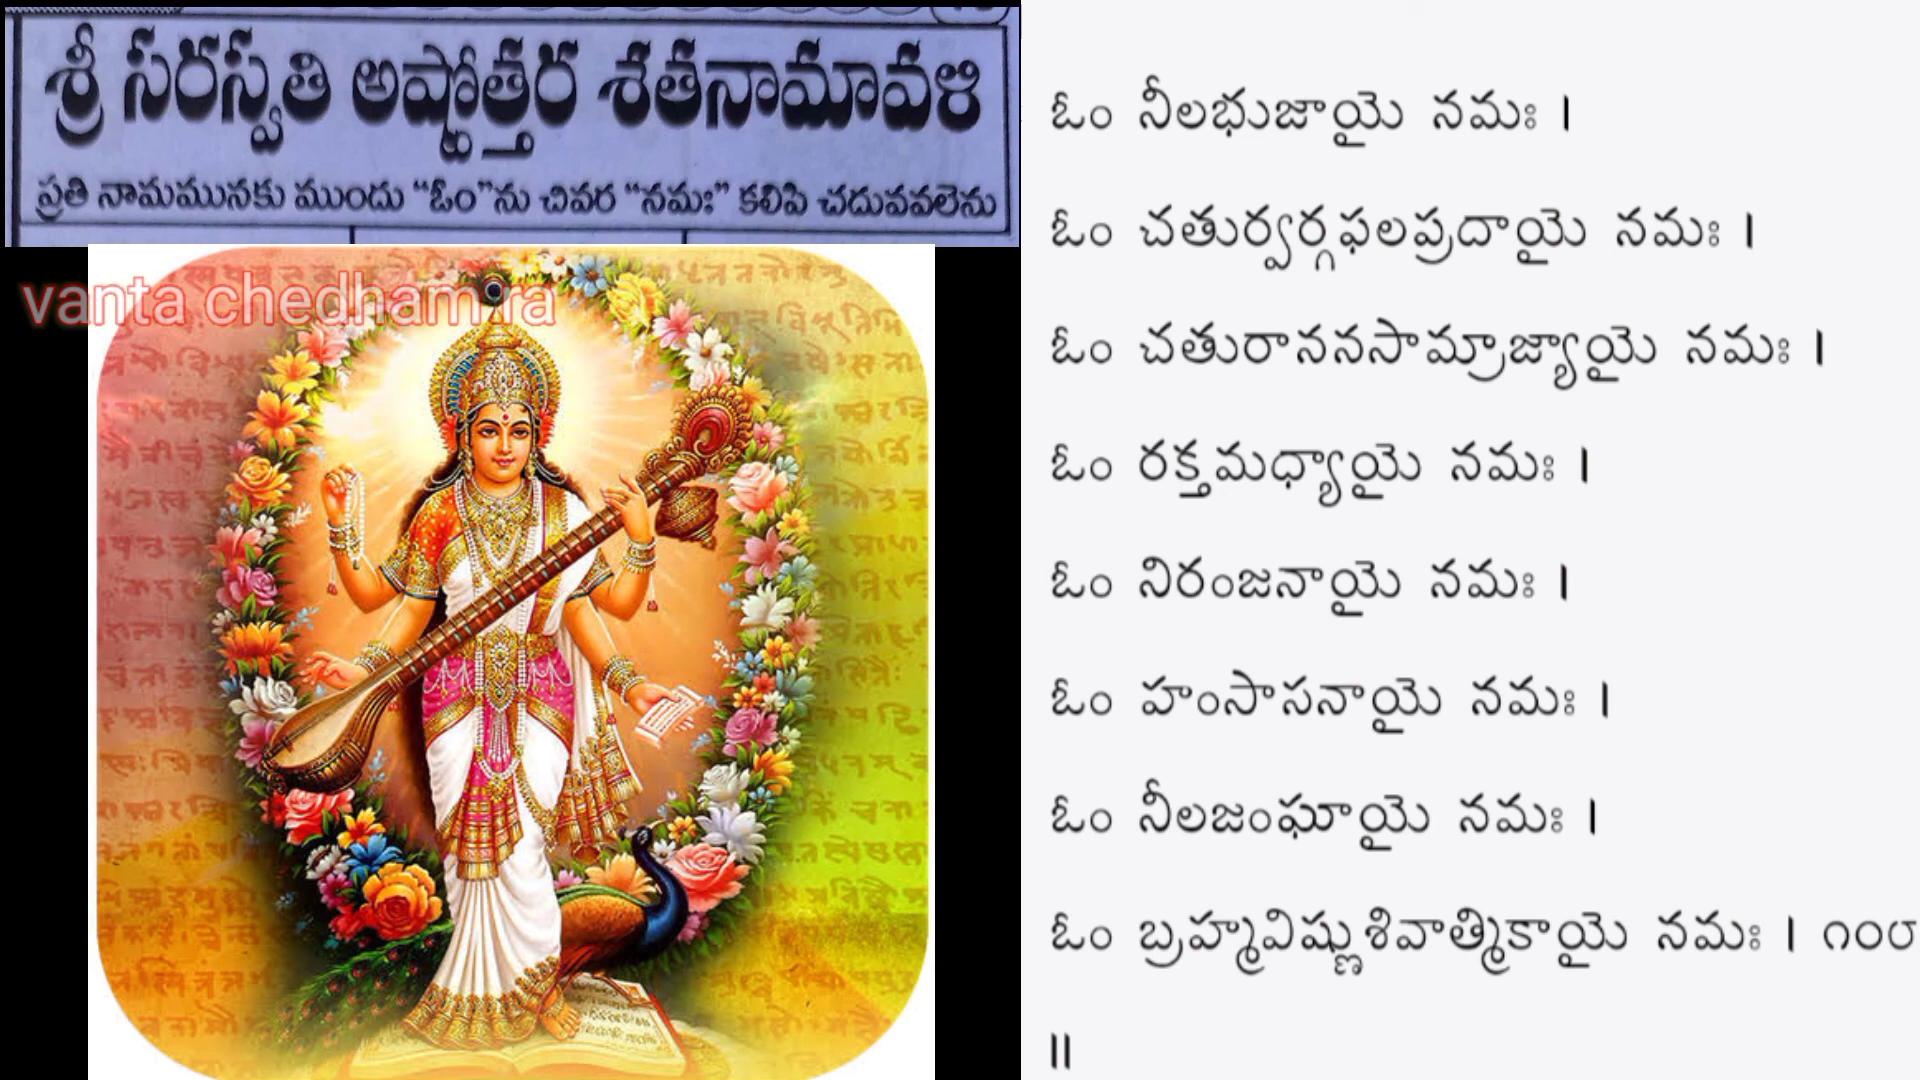 శ్రీ సరస్వతి అష్టోత్తర శతనామావళి
ప్రతి నామమునకు ముందు "ఓం"ను చివర "నమః" కలిపి చదువవలెను
vanta chedham ra
ఓం నీలభుజాయై నమః ।
ఓం చతుర్వర్గఫలప్రదాయై నమః ।
ఓం చతురాననసామ్రాజ్యాయై నమః ।
ఓం రక్తమధ్యాయై నమః ।
ఓం నిరంజనాయై నమః ।
ఓం హంసాసనాయై నమః ।
ఓం నీలజంఘాయై నమః ।
ఓం బ్రహ్మవిష్ణుశివాత్మికాయై నమః । ౧౦౮
॥